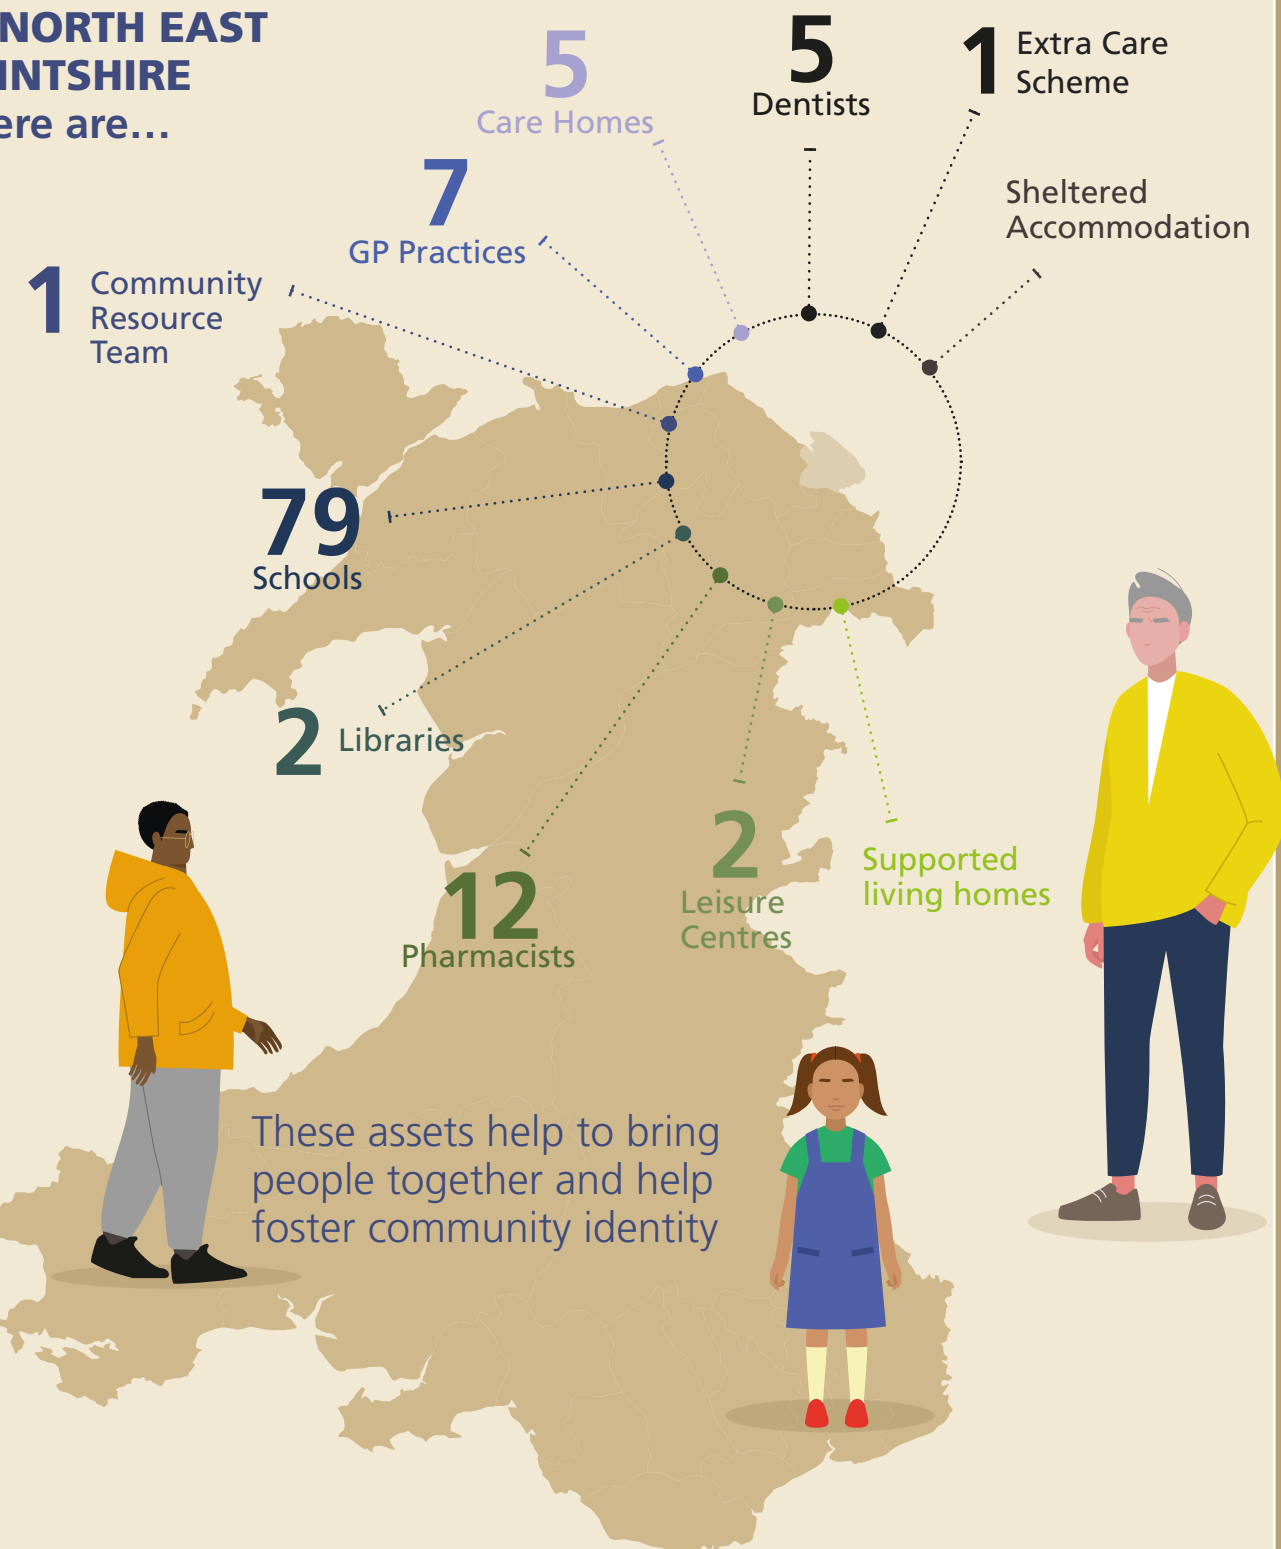 NORTH EAST
INTSHIRE
ere are…
5
Care Homes
5
Dentists
1 Extra Care
Scheme
7
GP Practices
Sheltered
Accommodation
1 Community
Resource
Team
79
Schools
2 Libraries
12
Pharmacists
2
Leisure
Centres
Supported
living homes
These assets help to bring
people together and help
foster community identity